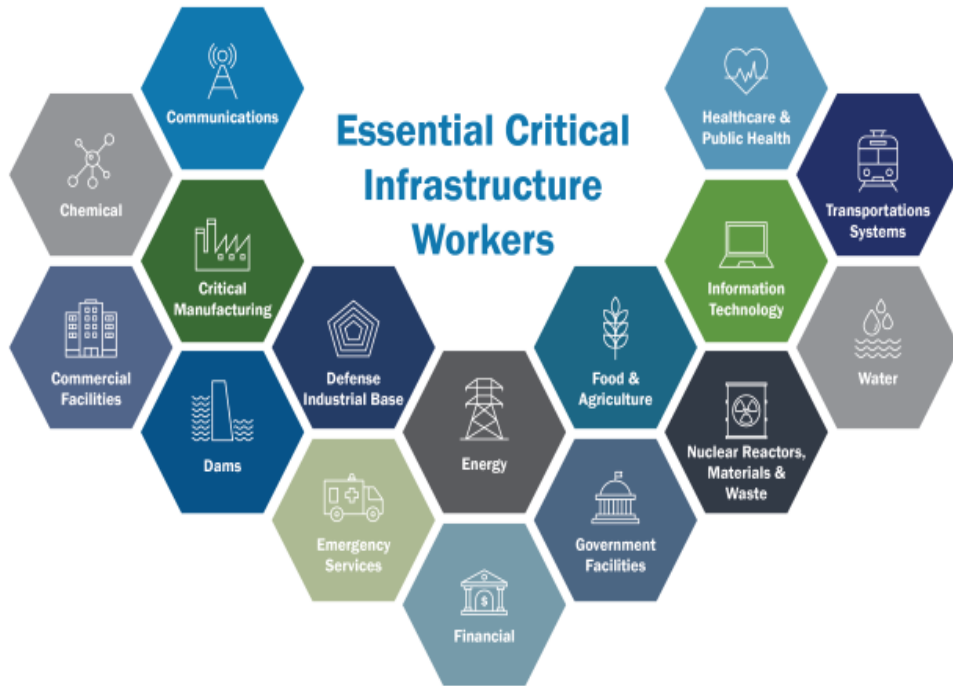 Essential Critical
Infrastructure
Workers
Communications
Chemical
Critical
Manufacturing
Commercial
Facilities
Dams
Defense
Industrial Base
Emergency
Services
Energy
Financial
Food &
Agriculture
Government
Facilities
Healthcare &
Public Health
Information
Technology
Nuclear Reactors,
Materials &
Waste
Transportations
Systems
Water
$